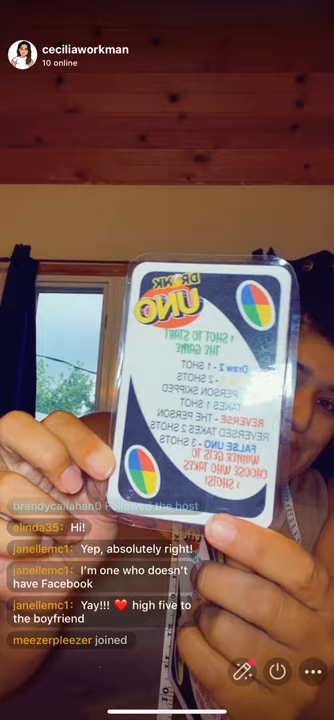 ceciliaworkman
10 online
DRUNK
UNO
1 SHOT TO START
THE GAME
Draw 2 - 1 SHOT
- 2 SHOTS
PERSON SKIPPED
TAKES 1 SHOT
REVERSE - THE PERSON
REVERSED TAKES 2 SHOTS
FALSE UNO - 3 SHOTS
WINNER GETS TO
CHOOSE WHO TAKES
3 SHOTS!
brandycallahan0 Followed the host
elinda35: Hi!
janellemc1: Yep, absolutely right!
janellemc1: I'm one who doesn't
have Facebook
janellemc1: Yay!!! ❤️ high five to
the boyfriend
meezerpleezer joined